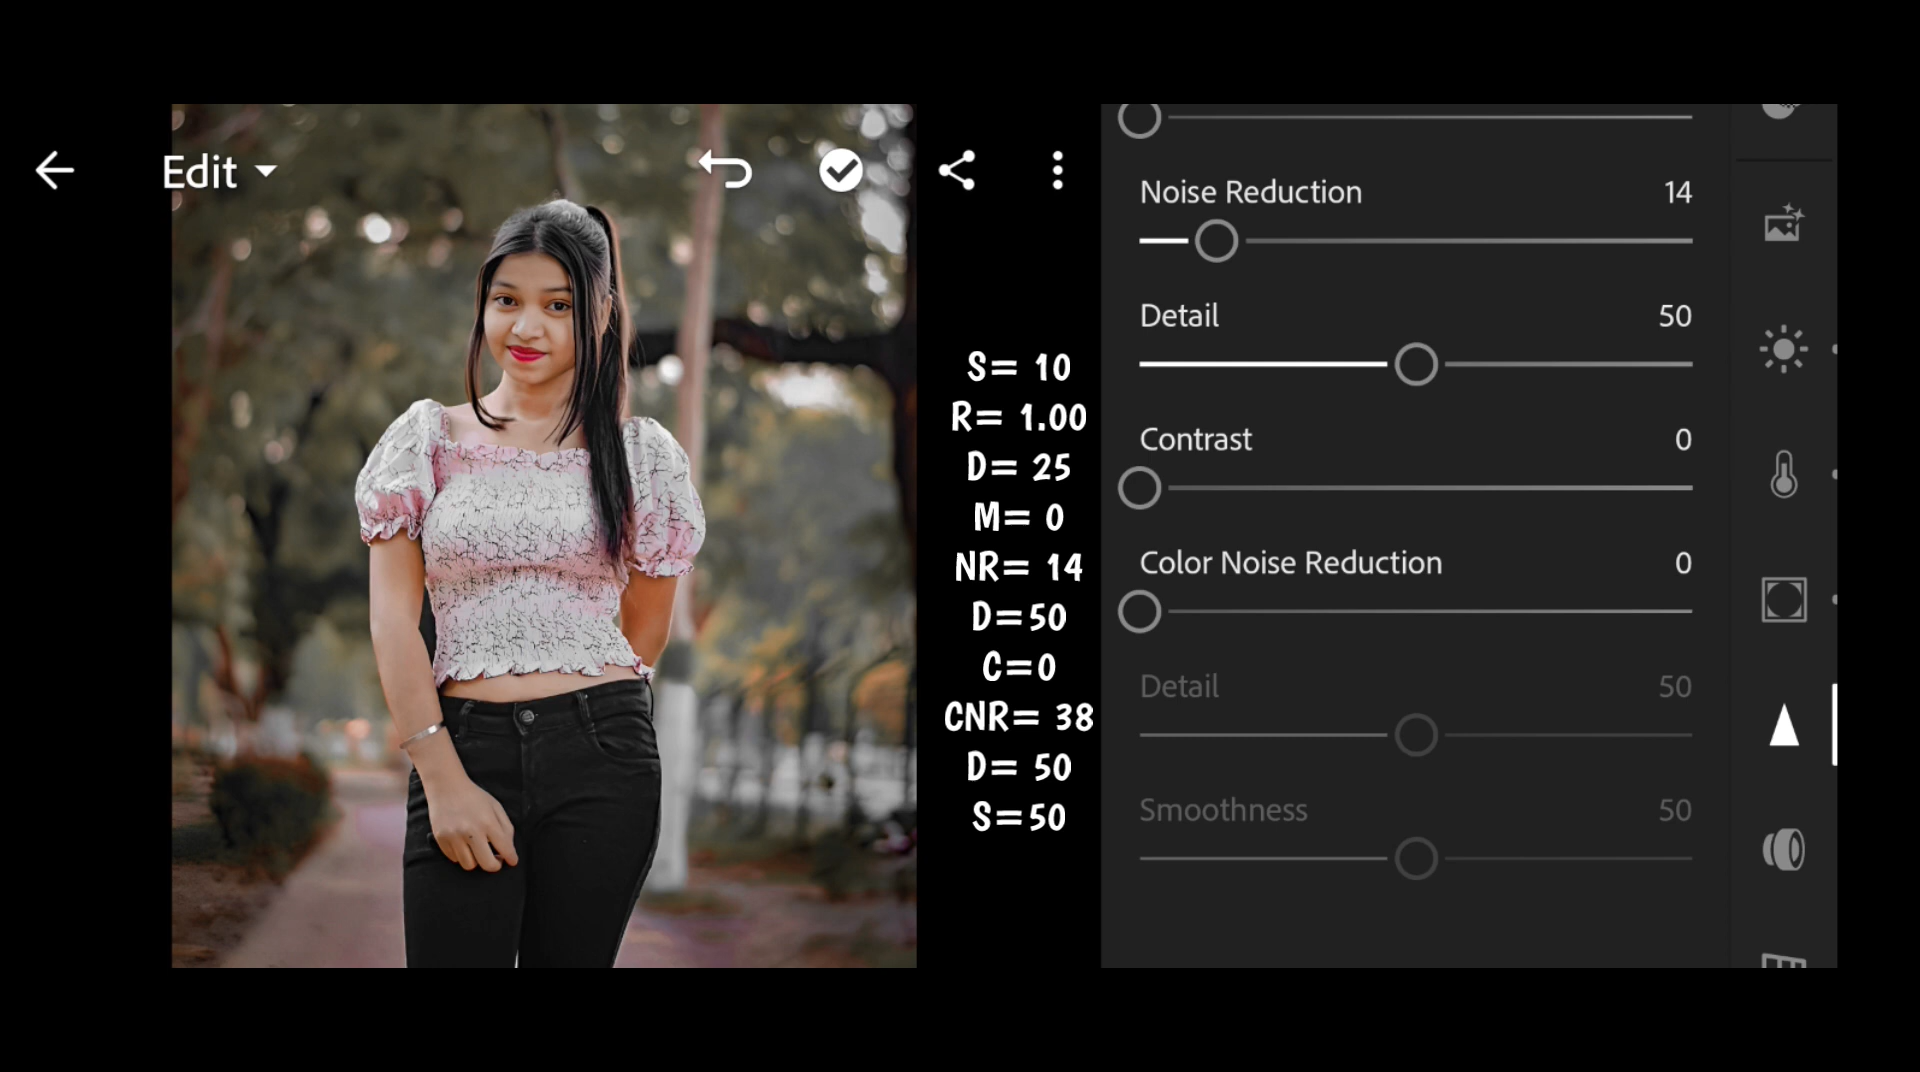 Edit
S= 10
R= 1.00
D= 25
M= 0
NR= 14
D=50
C=0
CNR= 38
D= 50
S=50
Noise Reduction 14
Detail 50
Contrast 0
Color Noise Reduction 0
Detail 50
Smoothness 50